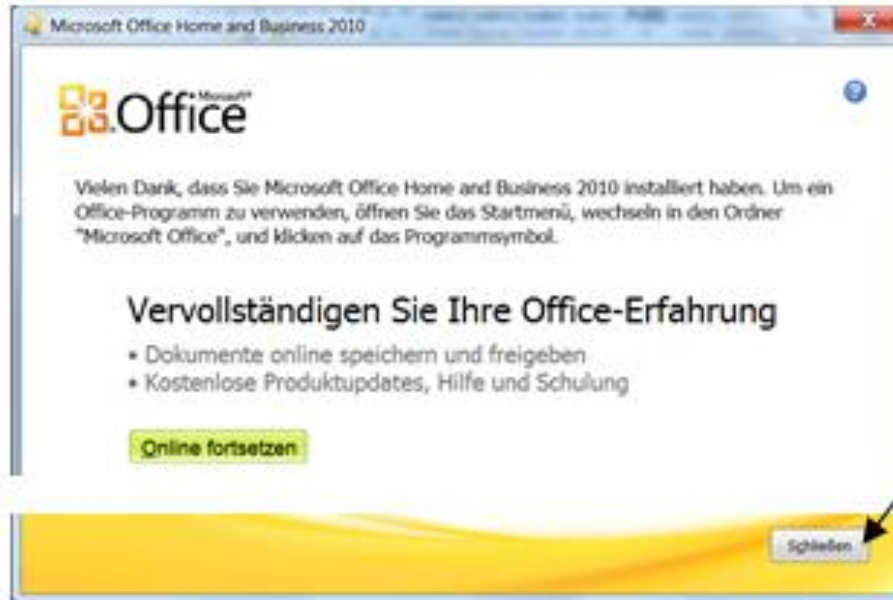 Microsoft Office Home and Business 2010
Microsoft®
Office
Vielen Dank, dass Sie Microsoft Office Home and Business 2010 installiert haben. Um ein
Office-Programm zu verwenden, öffnen Sie das Startmenü, wechseln in den Ordner
"Microsoft Office", und klicken auf das Programmsymbol.
Vervollständigen Sie Ihre Office-Erfahrung
• Dokumente online speichern und freigeben
• Kostenlose Produktupdates, Hilfe und Schulung
Online fortsetzen
Schließen